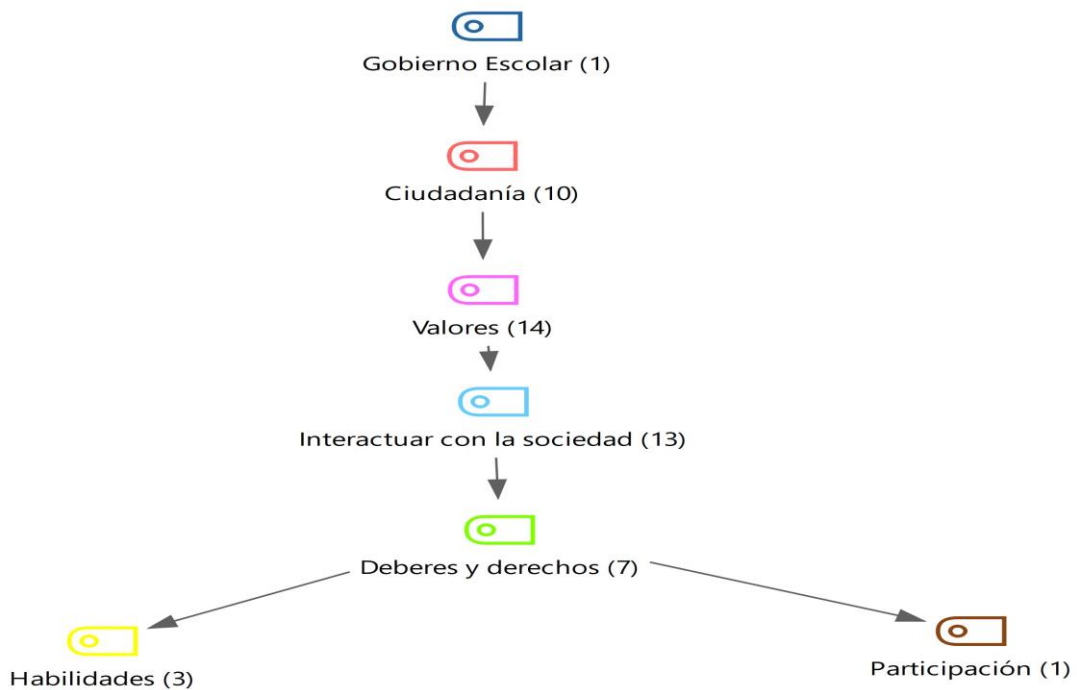 Gobierno Escolar (1)
Ciudadanía (10)
Valores (14)
Interactuar con la sociedad (13)
Deberes y derechos (7)
Habilidades (3)
Participación (1)